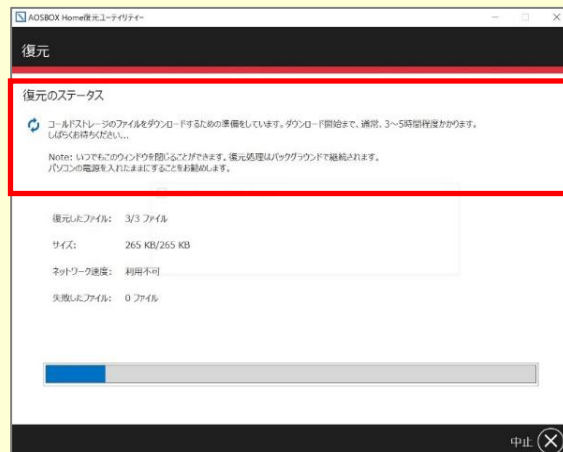 AOSBOX Home復元ユーティリティー
復元
復元のステータス
コールドストレージのファイルをダウンロードするための準備をしています。ダウンロード開始まで、通常、3~5時間程度かかります。
しばらくお待ちください...
Note: いつでもこのウィンドウを閉じることができます。復元処理はバックグラウンドで継続されます。
パソコンの電源を入れたままにすることをお勧めします。
復元したファイル: 3/3 ファイル
サイズ: 265 KB/265 KB
ネットワーク速度: 利用不可
失敗したファイル: 0 ファイル
中止